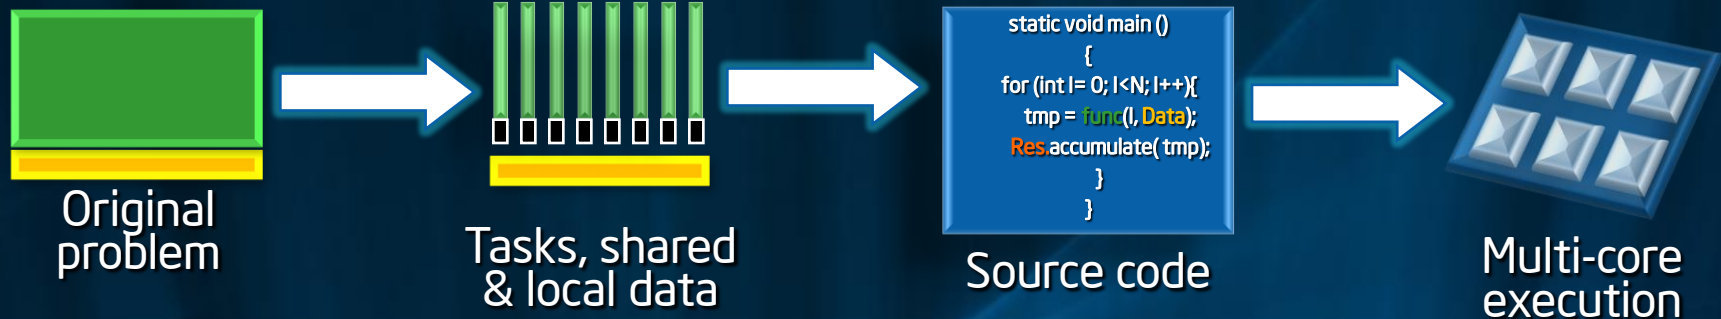 Original
problem
Tasks, shared
& local data
static void main ()
{
for (int I= 0; I<N; I++){
tmp = func(I, Data);
Res.accumulate( tmp);
}
}
Source code
Multi-core
execution